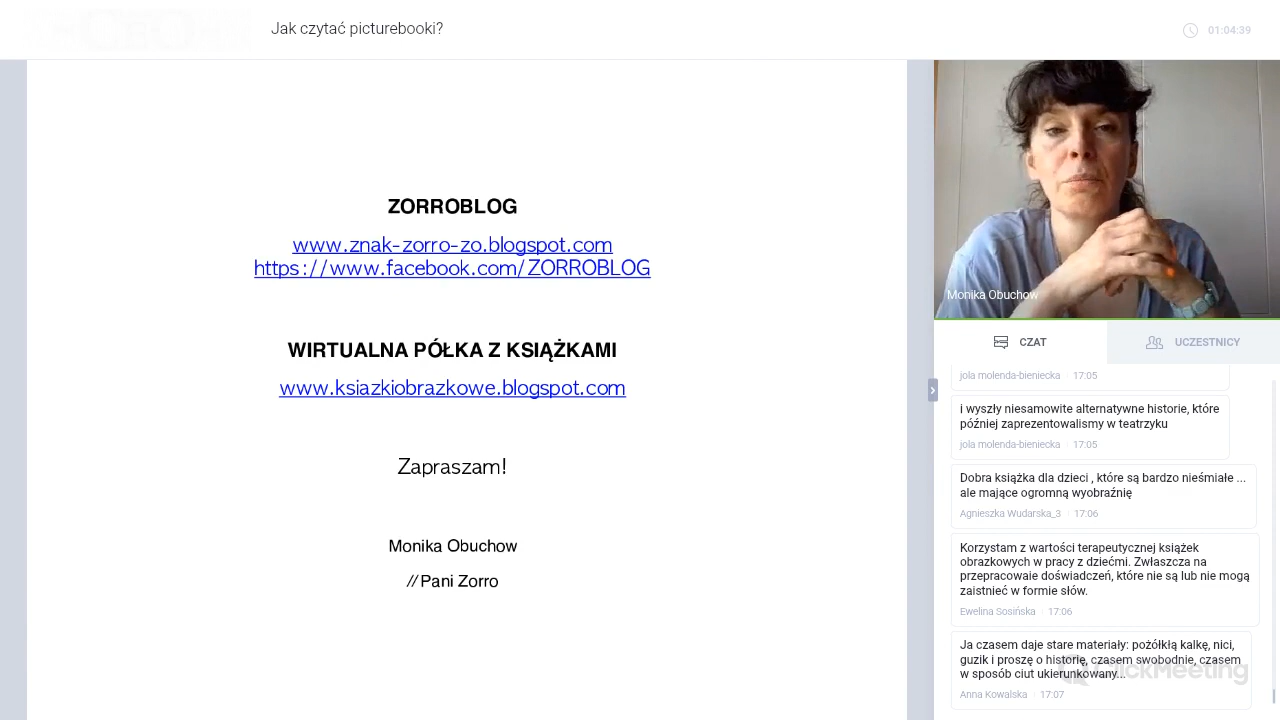 Jak czytać picturebooki?
01:04:39
ZORROBLOG
www.znak-zorro-zo.blogspot.com
https://www.facebook.com/ZORROBLOG
WIRTUALNA PÓŁKA Z KSIĄŻKAMI
www.ksiazkiobrazkowe.blogspot.com
Zapraszam!
Monika Obuchow
//Pani Zorro
Monika Obuchow
CZAT
UCZESTNICY
jola molenda-bieniecka 17:05
i wyszły niesamowite alternatywne historie, które
później zaprezentowalismy w teatrzyku
jola molenda-bieniecka 17:05
Dobra książka dla dzieci , które są bardzo nieśmiałe ...
ale mające ogromną wyobraźnię
Agnieszka Wudarska_3 17:06
Korzystam z wartości terapeutycznej książek
obrazkowych w pracy z dziećmi. Zwłaszcza na
przepracowaie doświadczeń, które nie są lub nie mogą
zaistnieć w formie słów.
Ewelina Sosińska 17:06
Ja czasem daje stare materiały: pożółkłą kalkę, nici,
guzik i proszę o historię, czasem swobodnie, czasem
w sposób ciut ukierunkowany...
Anna Kowalska 17:07
ClickMeeting